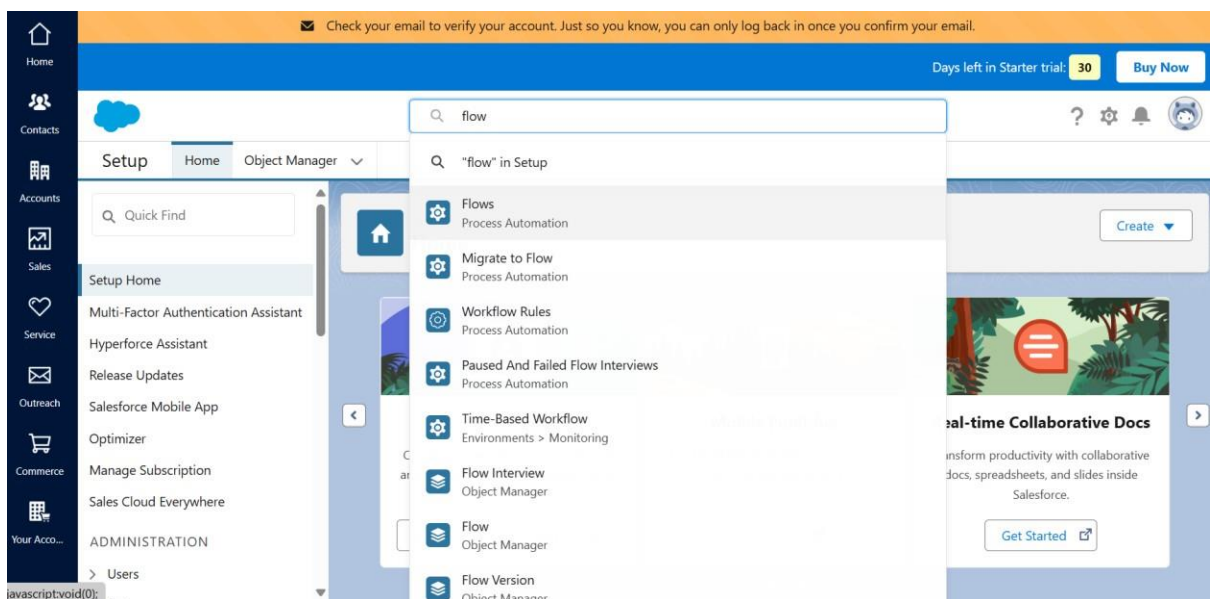 Check your email to verify your account. Just so you know, you can only log back in once you confirm your email.
Home
Days left in Starter trial: 30
Buy Now
Contacts
flow
Setup
Home
Object Manager
"flow" in Setup
Accounts
Quick Find
Flows
Process Automation
Create
Sales
Setup Home
Migrate to Flow
Process Automation
Multi-Factor Authentication Assistant
Workflow Rules
Process Automation
Service
Hyperforce Assistant
Release Updates
Paused And Failed Flow Interviews
Process Automation
Outreach
Salesforce Mobile App
Time-Based Workflow
Environments > Monitoring
Optimizer
Commerce
Manage Subscription
Flow Interview
Object Manager
Collaborative Docs
productivity with collaborative
docs, spreadsheets, and slides inside
Salesforce.
Sales Cloud Everywhere
Your Acco...
ADMINISTRATION
Flow
Object Manager
Get Started
Users
Flow Version
Object Manager
javascript:void(0);